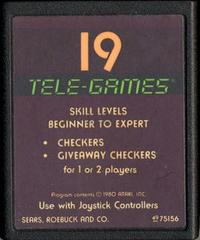 19
TELE-GAMES®
SKILL LEVELS
BEGINNER TO EXPERT
• CHECKERS
• GIVEAWAY CHECKERS
for 1 or 2 players
Program contents © 1980 ATARI, INC.
Use with Joystick Controllers
SEARS, ROEBUCK AND CO. 75156